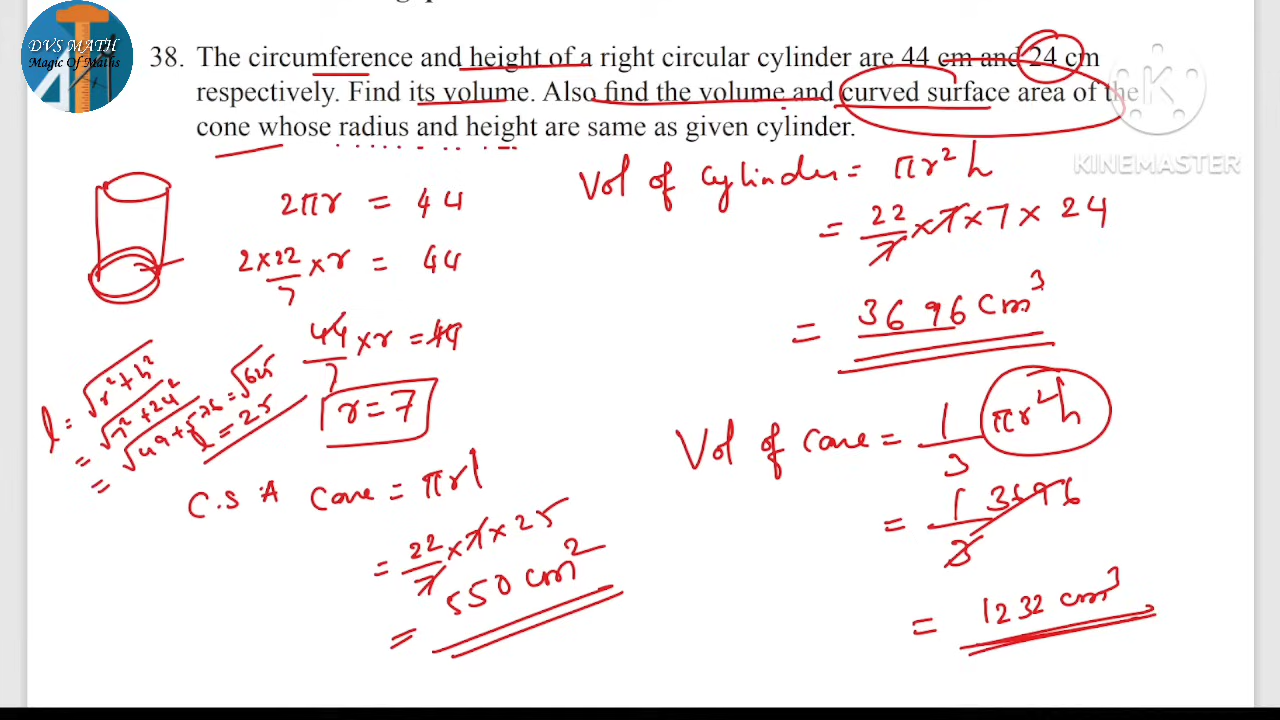 DVS MATH
Magic Of Maths
38. The circumference and height of a right circular cylinder are 44 cm and 24 cm
respectively. Find its volume. Also find the volume and curved surface area of the
cone whose radius and height are same as given cylinder.
KINEMASTER
2πr = 44
2×22/7 ×r = 44
44/7 ×r = 44
r=7
l = √r²+h²
= √7²+24²
= √49+576 = √625
l = 25
C.S A Cone = πrl
= 22/7 ×7×25
= 550 cm²
Vol of Cylinder = πr²h
= 22/7 ×7×7× 24
= 3696 cm³
Vol of Cone = 1/3 πr²h
= 1/3 3696
= 1232 cm³